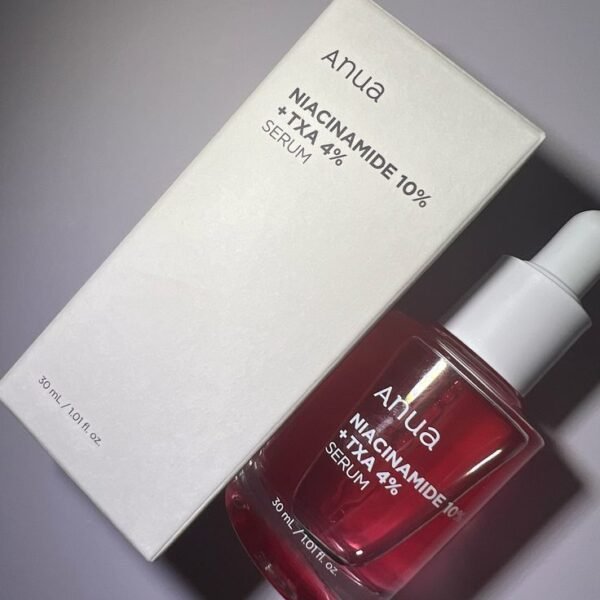 Anua
NIACINAMIDE 10%
+ TXA 4%
SERUM
30 mL / 1.01 fl. oz.
Anua
NIACINAMIDE 10%
+ TXA 4%
SERUM
30 mL / 1.01 fl. oz.